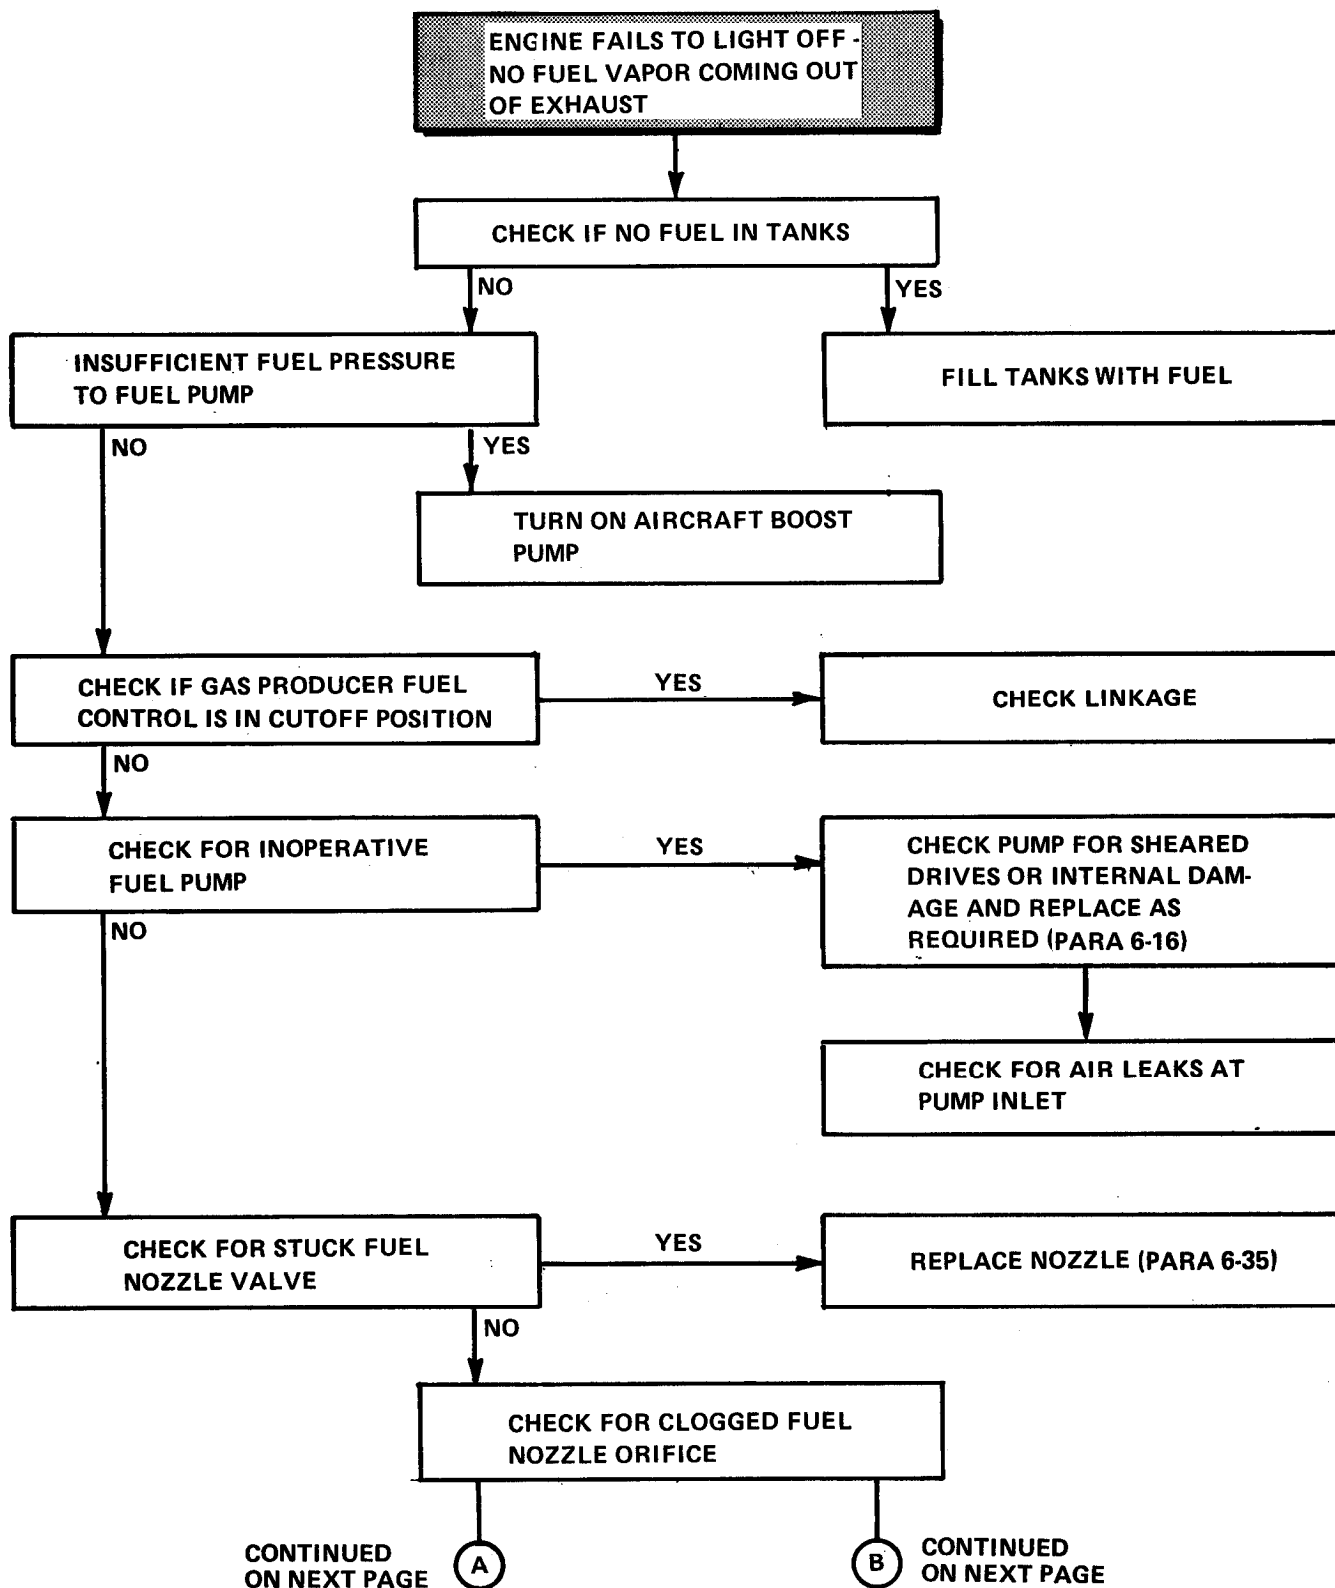 ENGINE FAILS TO LIGHT OFF -
NO FUEL VAPOR COMING OUT
OF EXHAUST
CHECK IF NO FUEL IN TANKS
NO
YES
INSUFFICIENT FUEL PRESSURE
TO FUEL PUMP
FILL TANKS WITH FUEL
NO
YES
TURN ON AIRCRAFT BOOST
PUMP
CHECK IF GAS PRODUCER FUEL
CONTROL IS IN CUTOFF POSITION
YES
CHECK LINKAGE
NO
CHECK FOR INOPERATIVE
FUEL PUMP
YES
CHECK PUMP FOR SHEARED
DRIVES OR INTERNAL DAM-
AGE AND REPLACE AS
REQUIRED (PARA 6-16)
NO
CHECK FOR AIR LEAKS AT
PUMP INLET
CHECK FOR STUCK FUEL
NOZZLE VALVE
YES
REPLACE NOZZLE (PARA 6-35)
NO
CHECK FOR CLOGGED FUEL
NOZZLE ORIFICE
CONTINUED
ON NEXT PAGE
A
B
CONTINUED
ON NEXT PAGE